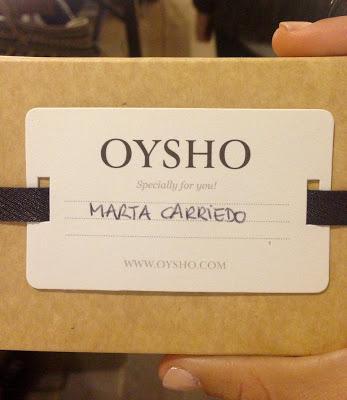 OYSHO
Specially for you!
MARTA CARRIEDO
WWW.OYSHO.COM